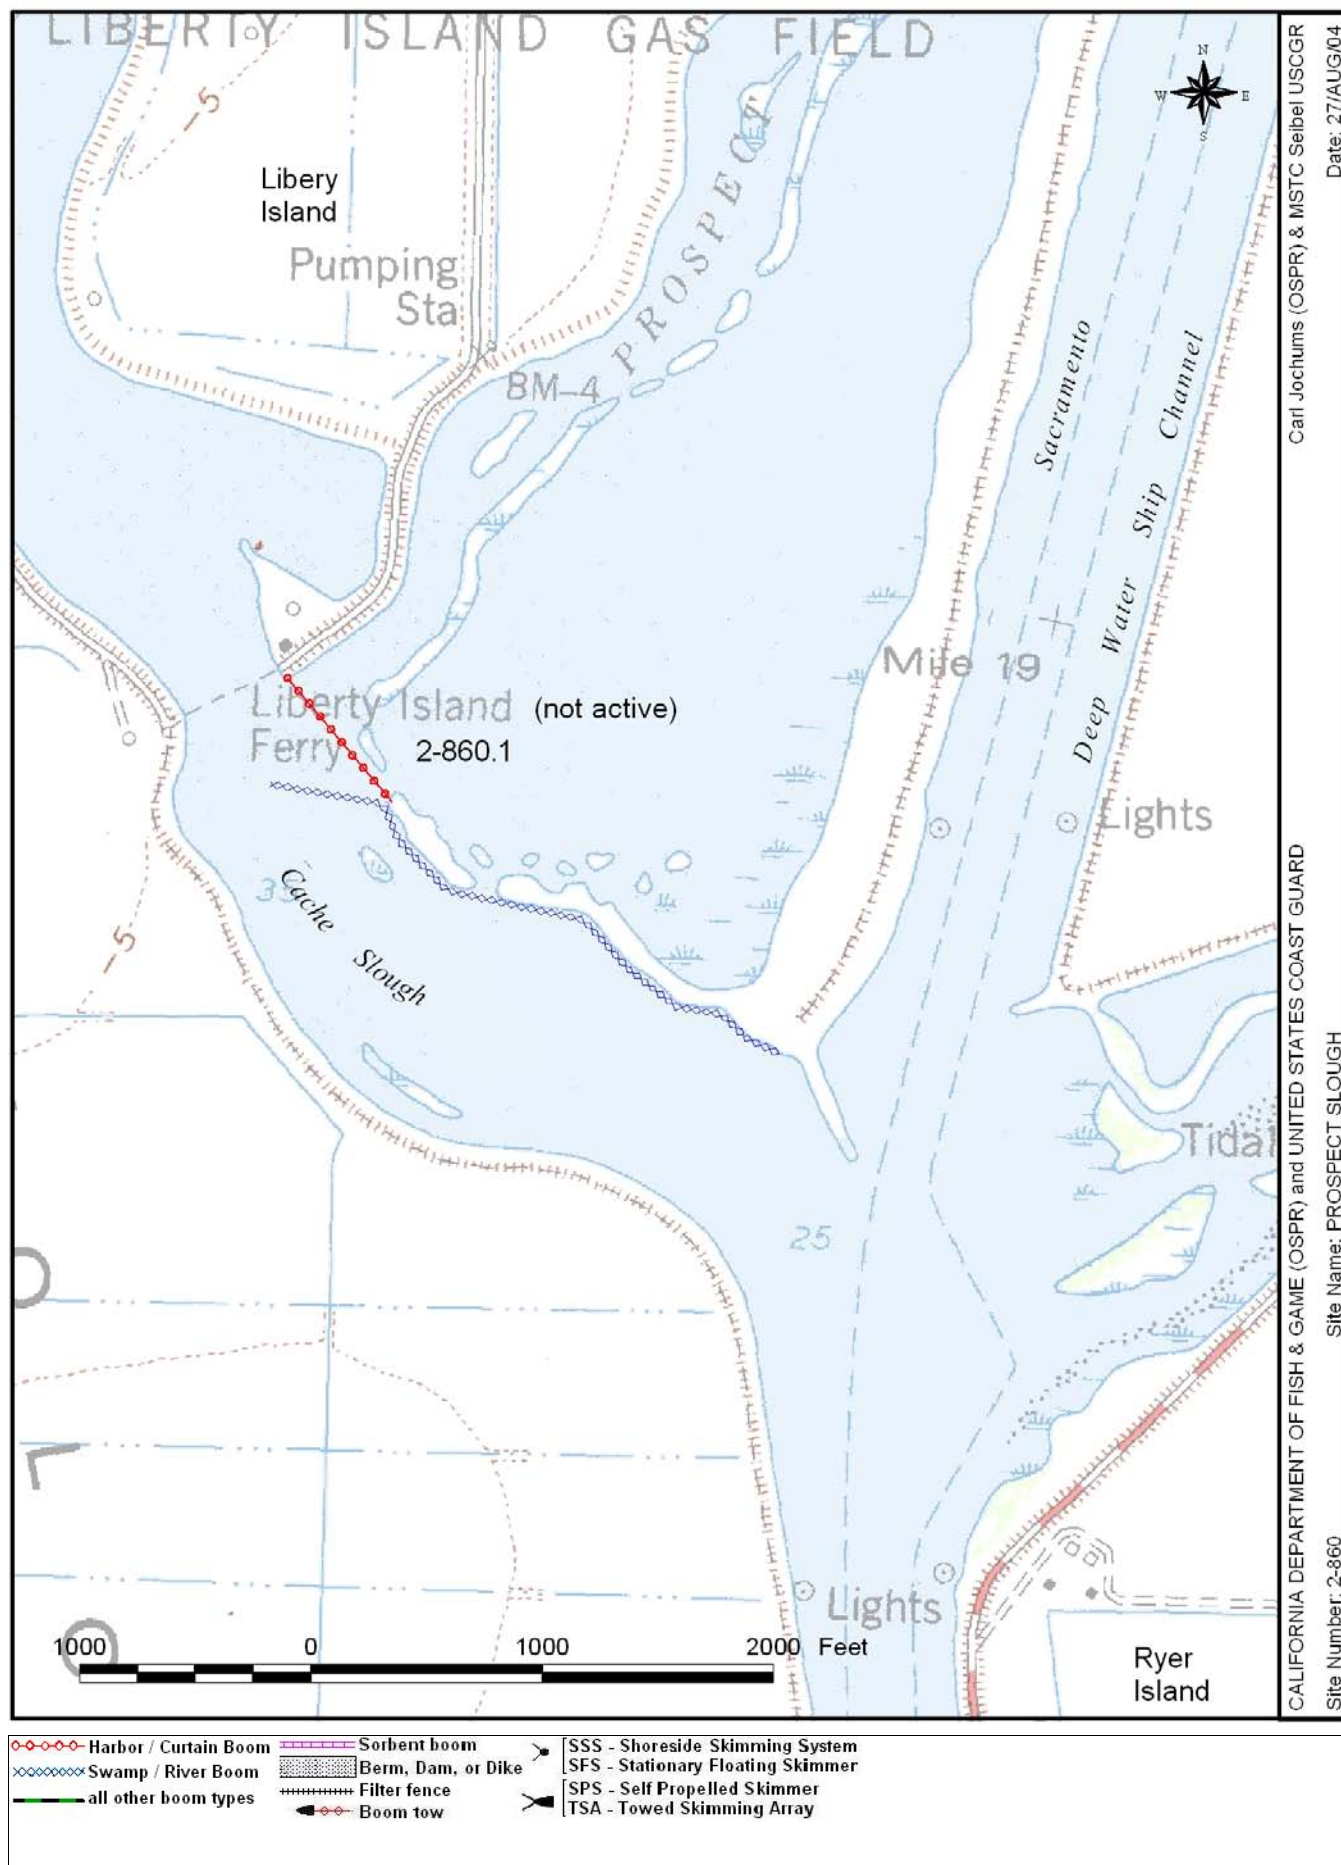 LIBERTY ISLAND GAS FIELD
N
W E
S
-5
Libery
Island
Pumping
Sta
PROSPECT
BM-4
Sacramento
Deep Water Ship Channel
Mile 19
Liberty Island (not active)
Ferry
2-860.1
Lights
35
Cache
Slough
-5
Tidal
25
O
L
O
Lights
1000 0 1000 2000 Feet
Ryer
Island
Carl Jochums (OSPR) & MSTC Seibel USCGR
Date: 27/AUG/04
CALIFORNIA DEPARTMENT OF FISH & GAME (OSPR) and UNITED STATES COAST GUARD
Site Number: 2-860 Site Name: PROSPECT SLOUGH
Harbor / Curtain Boom
Swamp / River Boom
all other boom types
Sorbent boom
Berm, Dam, or Dike
Filter fence
Boom tow
SSS - Shoreside Skimming System
SFS - Stationary Floating Skimmer
SPS - Self Propelled Skimmer
TSA - Towed Skimming Array